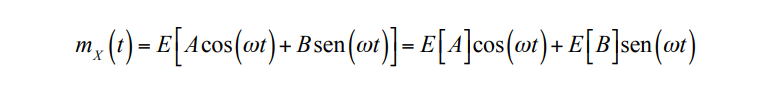 m_X(t) = E[A cos(ωt) + B sen(ωt)] = E[A]cos(ωt) + E[B]sen(ωt)